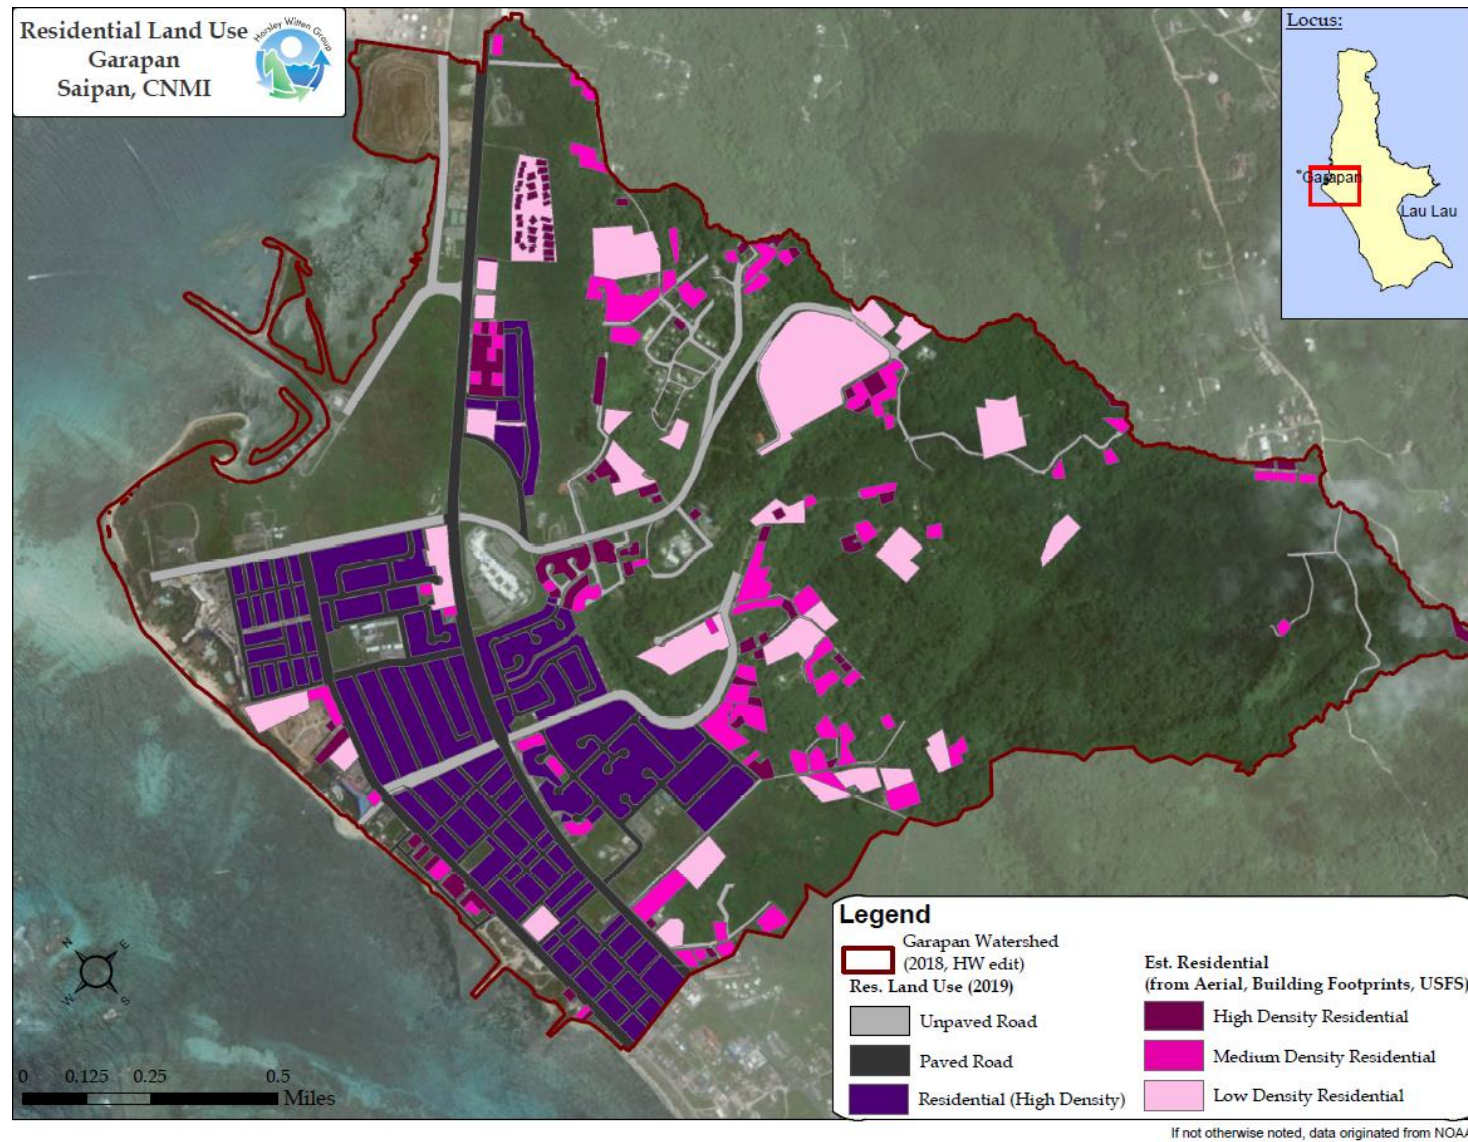 Residential Land Use
Garapan
Saipan, CNMI
Horsley Witten Group
Locus:
Garapan
Lau Lau
N
E
W
S
0 0.125 0.25 0.5
Miles
Legend
Garapan Watershed
(2018, HW edit)
Res. Land Use (2019)
Unpaved Road
Paved Road
Residential (High Density)
Est. Residential
(from Aerial, Building Footprints, USFS)
High Density Residential
Medium Density Residential
Low Density Residential
If not otherwise noted, data originated from NOAA